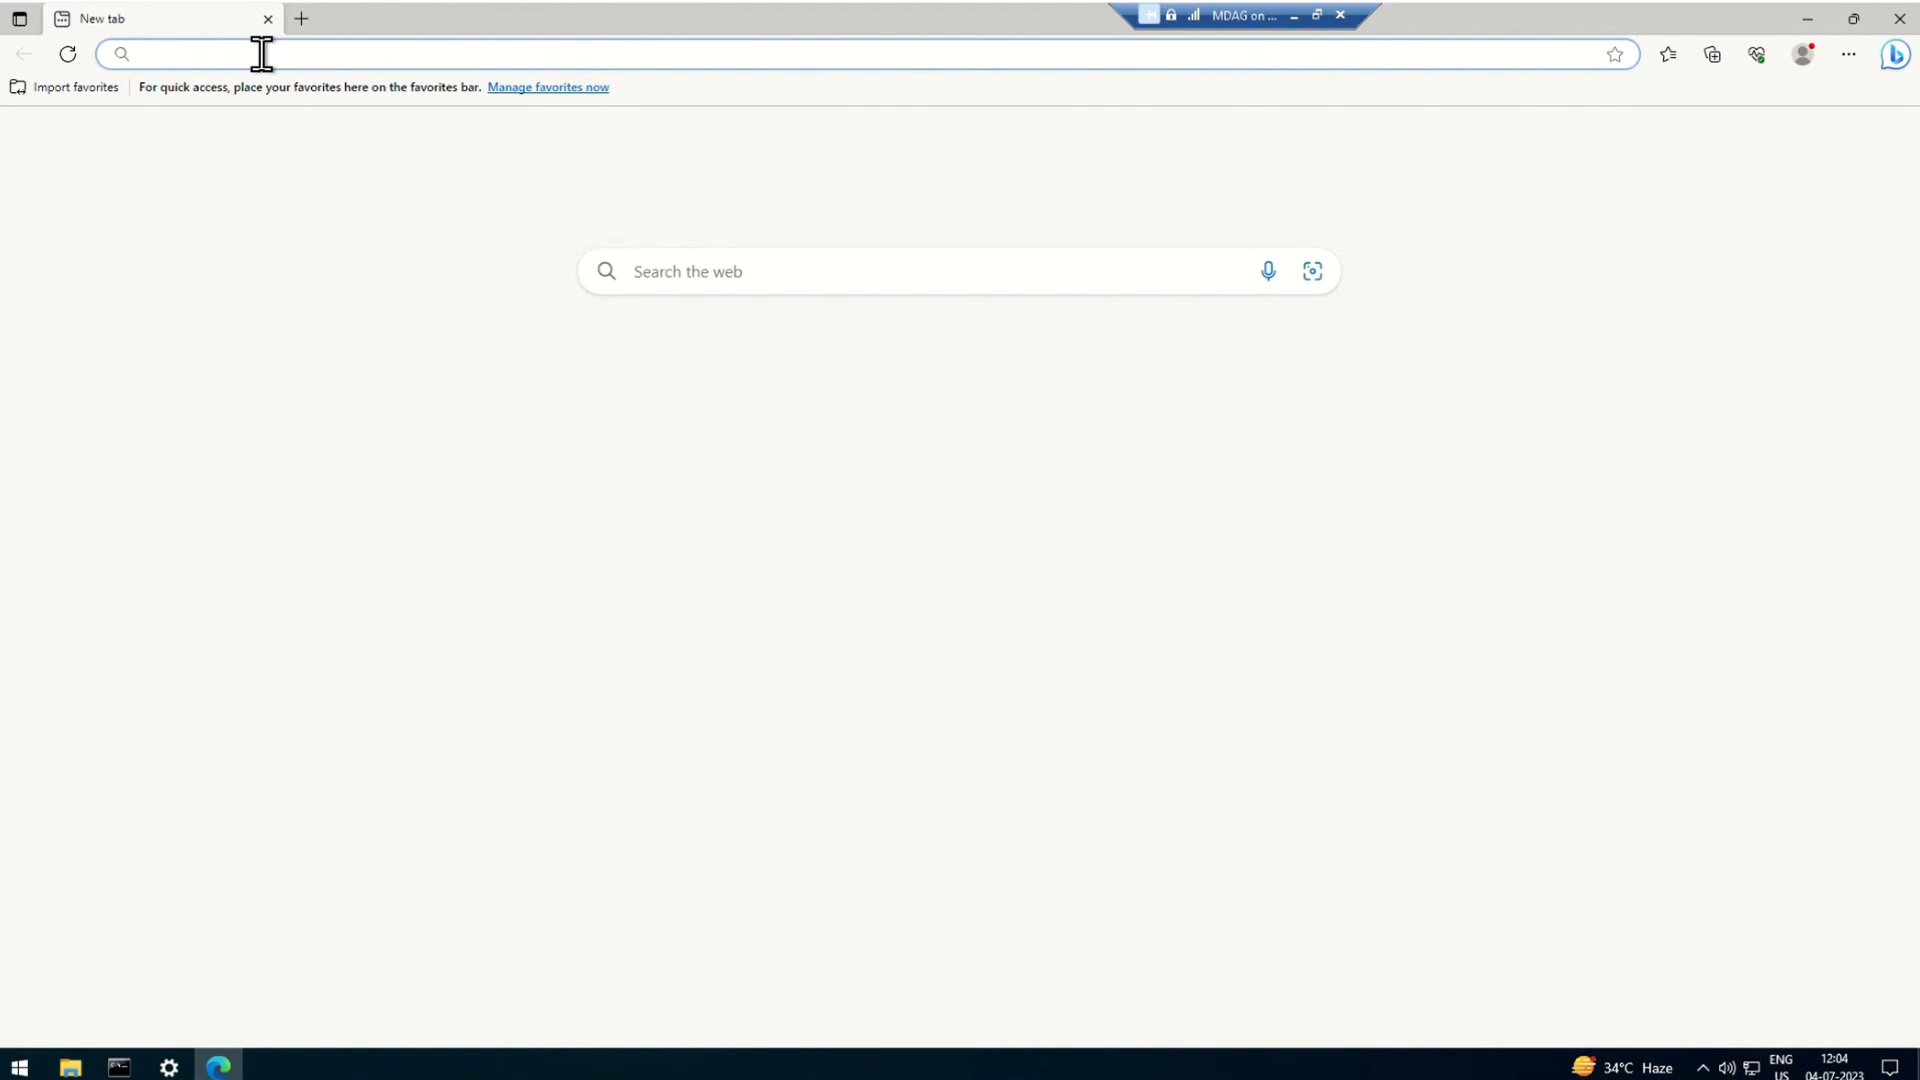 New tab
MDAG on ...
Import favorites
For quick access, place your favorites here on the favorites bar. Manage favorites now
Search the web
34°C Haze
ENG
US
12:04
04-07-2023